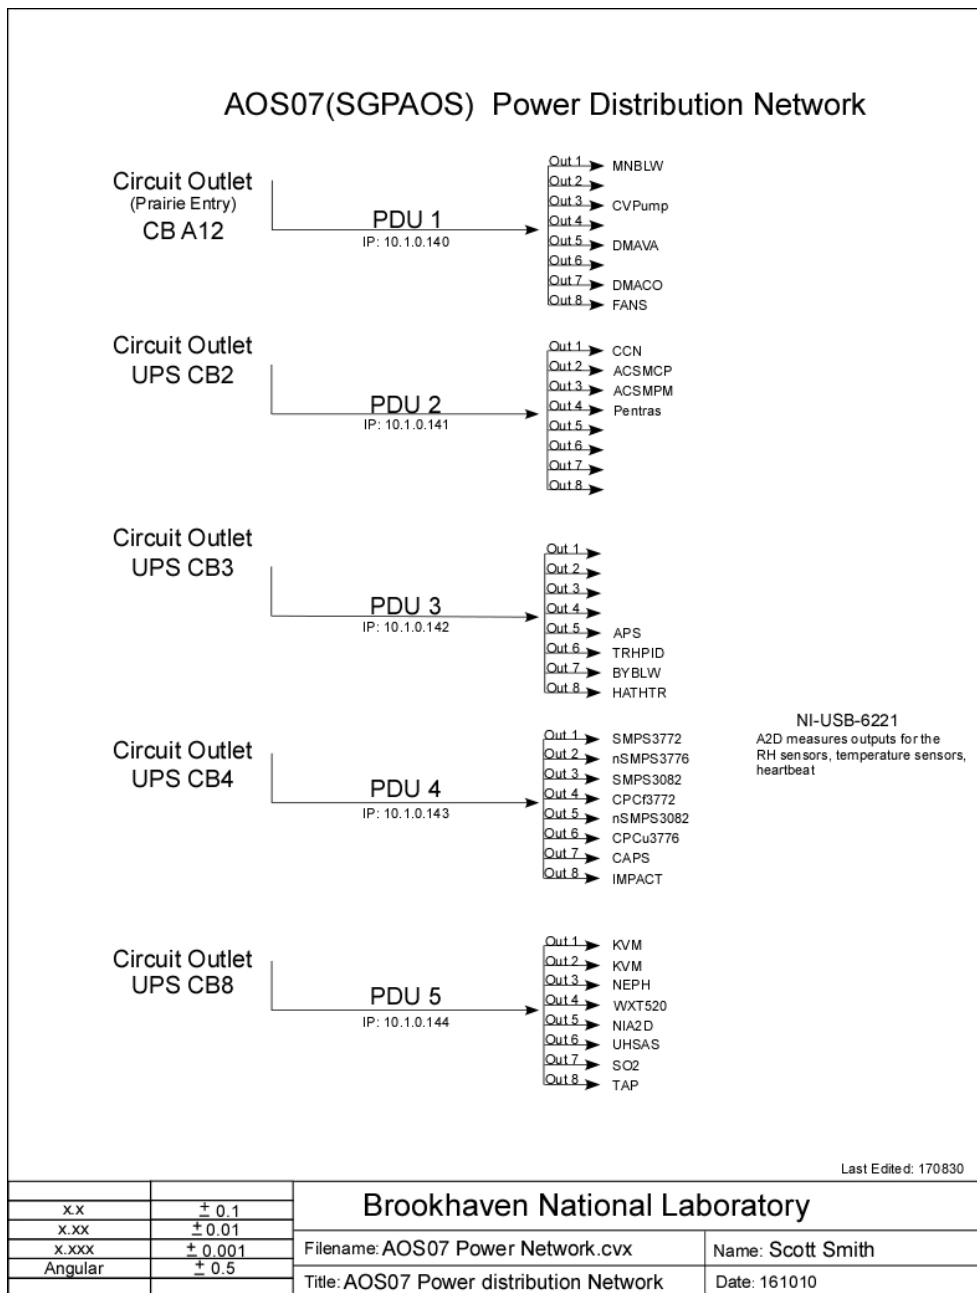 AOS07(SGPAOS) Power Distribution Network
Circuit Outlet
(Prairie Entry)
CB A12
PDU 1
IP: 10.1.0.140
Out 1 MNBLW
Out 2
Out 3 CVPump
Out 4
Out 5 DMAVA
Out 6
Out 7 DMACO
Out 8 FANS
Circuit Outlet
UPS CB2
PDU 2
IP: 10.1.0.141
Out 1 CCN
Out 2 ACSMCP
Out 3 ACSMPM
Out 4 Pentras
Out 5
Out 6
Out 7
Out 8
Circuit Outlet
UPS CB3
PDU 3
IP: 10.1.0.142
Out 1
Out 2
Out 3
Out 4
Out 5 APS
Out 6 TRHPID
Out 7 BYBLW
Out 8 HATHTR
Circuit Outlet
UPS CB4
PDU 4
IP: 10.1.0.143
Out 1 SMPS3772
Out 2 nSMPS3776
Out 3 SMPS3082
Out 4 CPCf3772
Out 5 nSMPS3082
Out 6 CPCu3776
Out 7 CAPS
Out 8 IMPACT
NI-USB-6221
A2D measures outputs for the
RH sensors, temperature sensors,
heartbeat
Circuit Outlet
UPS CB8
PDU 5
IP: 10.1.0.144
Out 1 KVM
Out 2 KVM
Out 3 NEPH
Out 4 WXT520
Out 5 NIA2D
Out 6 UHSAS
Out 7 SO2
Out 8 TAP
Last Edited: 170830
x.x ± 0.1
x.xx ± 0.01
x.xxx ± 0.001
Angular ± 0.5
Brookhaven National Laboratory
Filename: AOS07 Power Network.cvx
Name: Scott Smith
Title: AOS07 Power distribution Network
Date: 161010